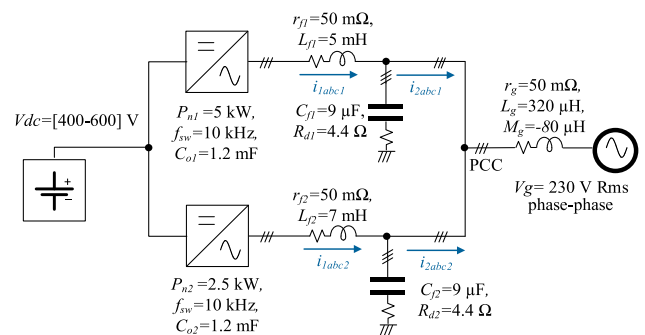 r_f1=50 mΩ,
L_f1=5 mH
i_1abc1
i_2abc1
P_n1=5 kW,
f_sw=10 kHz,
C_o1=1.2 mF
C_f1=9 µF,
R_d1=4.4 Ω
r_g=50 mΩ,
L_g=320 µH,
M_g=-80 µH
Vdc=[400-600] V
PCC
Vg= 230 V Rms
phase-phase
r_f2=50 mΩ,
L_f2=7 mH
i_1abc2
i_2abc2
P_n2=2.5 kW,
f_sw=10 kHz,
C_o2=1.2 mF
C_f2=9 µF,
R_d2=4.4 Ω